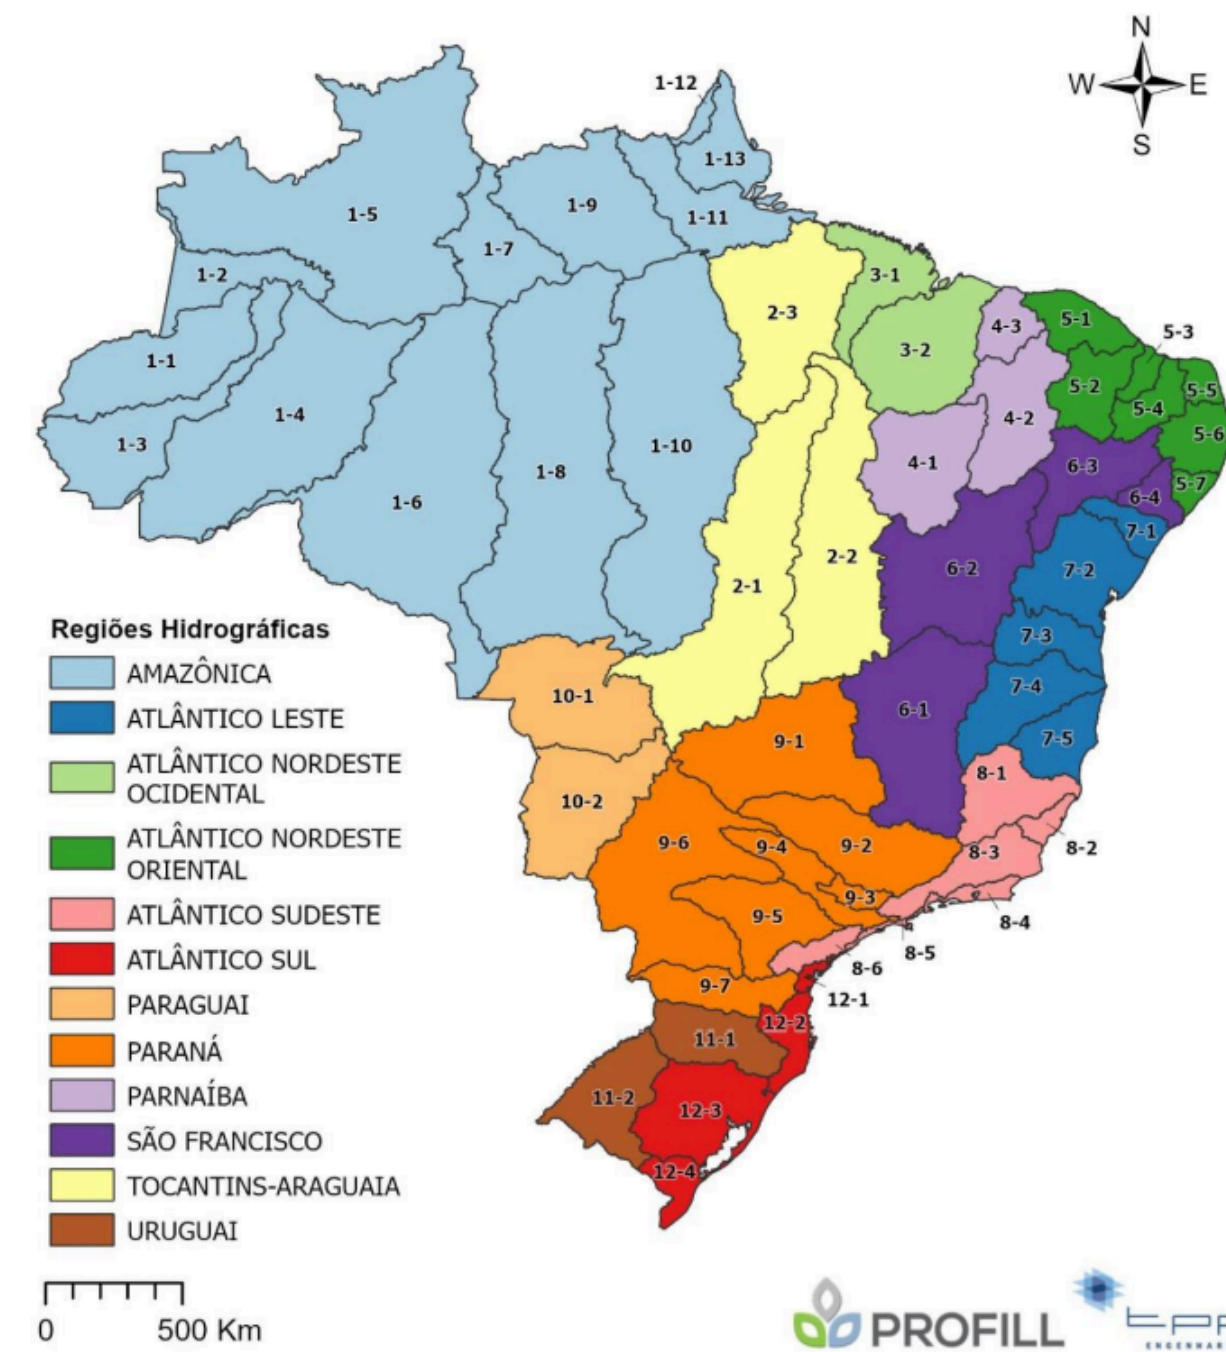 N
W E
S
1-12
1-13
1-5
1-9
1-11
1-7
1-2
3-1
2-3
4-3
5-1
5-3
3-2
1-1
5-2
5-5
5-4
1-4
4-2
5-6
1-3
1-10
4-1
6-3
1-8
5-7
6-4
1-6
7-1
2-2
6-2
7-2
2-1
7-3
7-4
10-1
6-1
7-5
9-1
8-1
10-2
9-6
9-4
9-2
8-2
8-3
9-3
9-5
8-4
8-5
8-6
9-7
12-1
12-2
11-1
11-2
12-3
12-4
Regiões Hidrográficas
AMAZÔNICA
ATLÂNTICO LESTE
ATLÂNTICO NORDESTE
OCIDENTAL
ATLÂNTICO NORDESTE
ORIENTAL
ATLÂNTICO SUDESTE
ATLÂNTICO SUL
PARAGUAI
PARANÁ
PARNAÍBA
SÃO FRANCISCO
TOCANTINS-ARAGUAIA
URUGUAI
0 500 Km
PROFILL